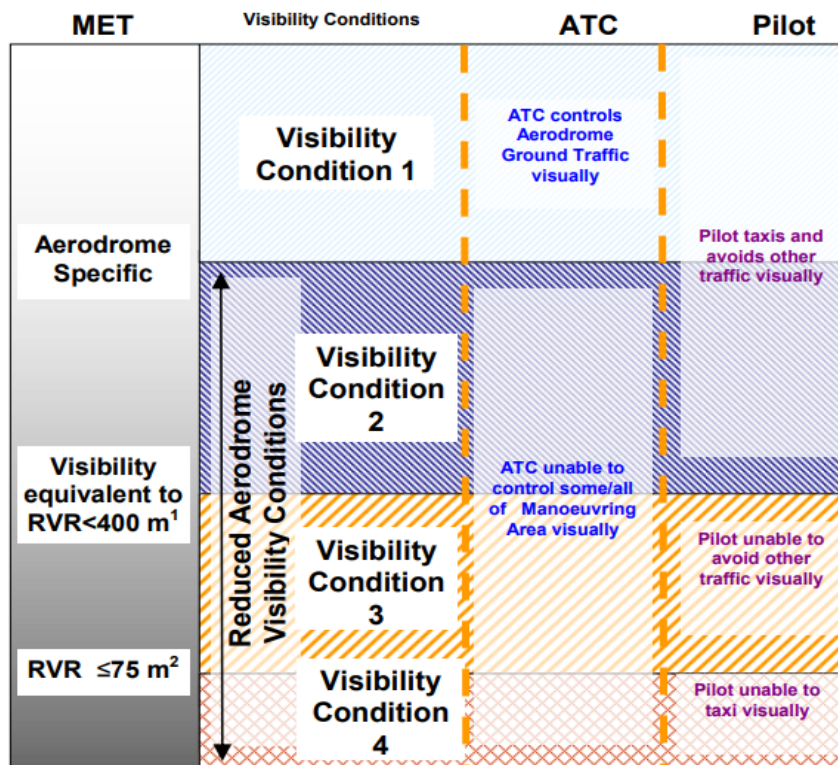 MET
Visibility Conditions
ATC
Pilot
Visibility
Condition 1
ATC controls
Aerodrome
Ground Traffic
visually
Aerodrome
Specific
Pilot taxis and
avoids other
traffic visually
Reduced Aerodrome
Visibility Conditions
Visibility
Condition
2
Visibility
equivalent to
RVR<400 m¹
ATC unable to
control some/all
of Manoeuvring
Area visually
Visibility
Condition
3
Pilot unable to
avoid other
traffic visually
RVR ≤75 m²
Visibility
Condition
4
Pilot unable to
taxi visually